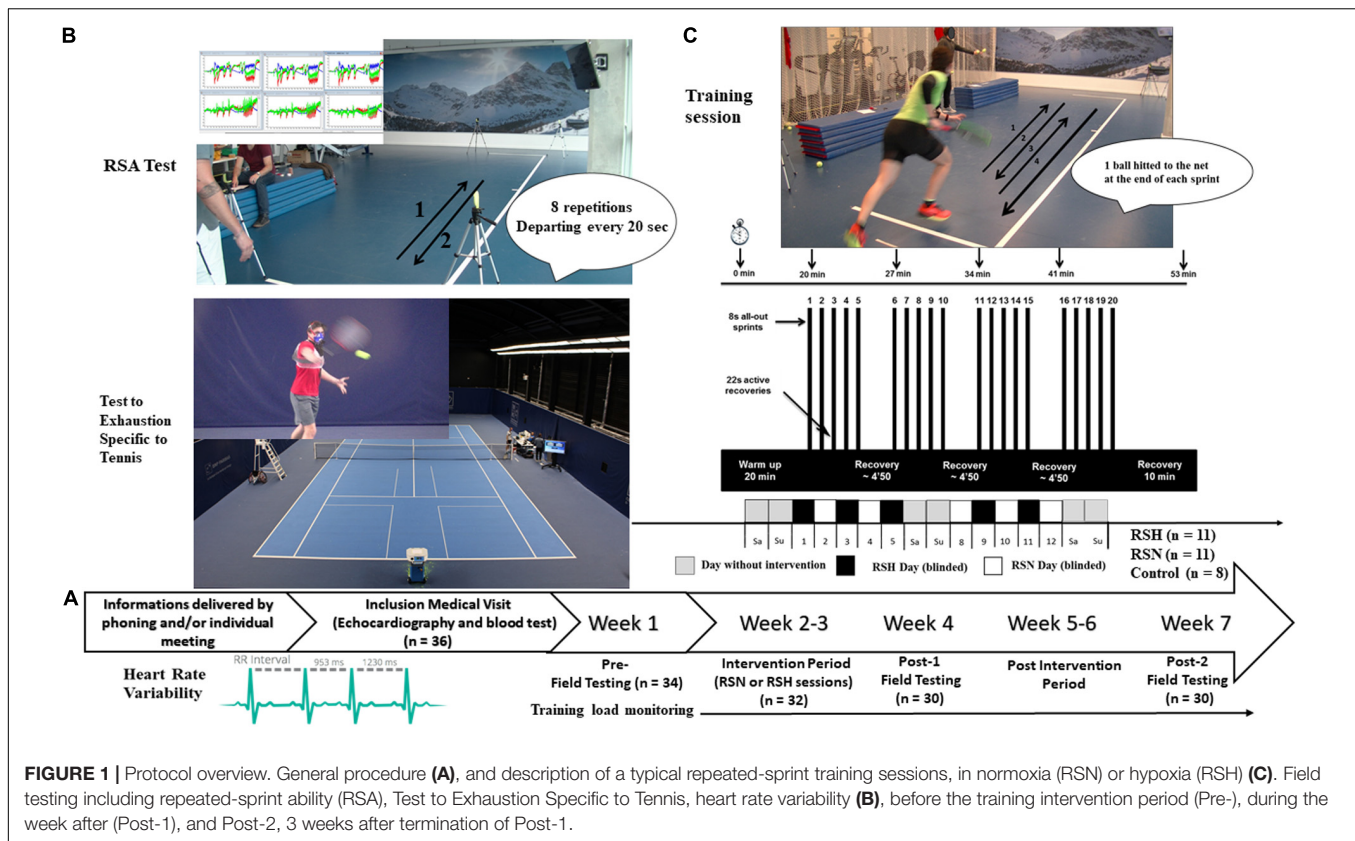 B
RSA Test
1
2
8 repetitions
Departing every 20 sec
Test to
Exhaustion
Specific to
Tennis
C
Training
session
1
2
3
4
1 ball hitted to the net
at the end of each sprint
0 min
20 min
27 min
34 min
41 min
53 min
1 2 3 4 5 6 7 8 9 10 11 12 13 14 15 16 17 18 19 20
8s all-out
sprints
22s active
recoveries
Warm up
20 min
Recovery
~ 4'50
Recovery
~ 4'50
Recovery
~ 4'50
Recovery
10 min
Sa Su 1 2 3 4 5 Sa Su 8 9 10 11 12 Sa Su
Day without intervention
RSH Day (blinded)
RSN Day (blinded)
RSH (n = 11)
RSN (n = 11)
Control (n = 8)
A
Informations delivered by
phoning and/or individual
meeting
Inclusion Medical Visit
(Echocardiography and blood test)
(n = 36)
Week 1
Week 2-3
Week 4
Week 5-6
Week 7
Heart Rate
Variability
RR Interval
953 ms
1230 ms
Pre-
Field Testing (n = 34)
Intervention Period
(RSN or RSH sessions)
(n = 32)
Post-1
Field Testing
(n = 30)
Post Intervention
Period
Post-2
Field Testing
(n = 30)
Training load monitoring
FIGURE 1 | Protocol overview. General procedure (A), and description of a typical repeated-sprint training sessions, in normoxia (RSN) or hypoxia (RSH) (C). Field
testing including repeated-sprint ability (RSA), Test to Exhaustion Specific to Tennis, heart rate variability (B), before the training intervention period (Pre-), during the
week after (Post-1), and Post-2, 3 weeks after termination of Post-1.